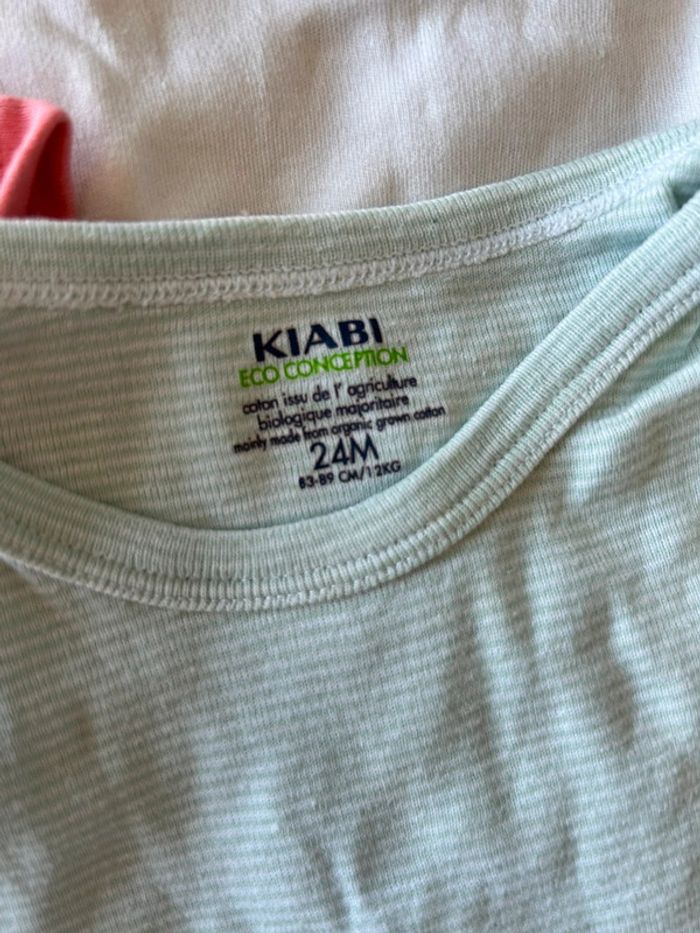 KIABI
ECO CONCEPTION
coton issu de l' agriculture
biologique majoritaire
mainly made from organic grown cotton
24M
83-89 CM/12KG